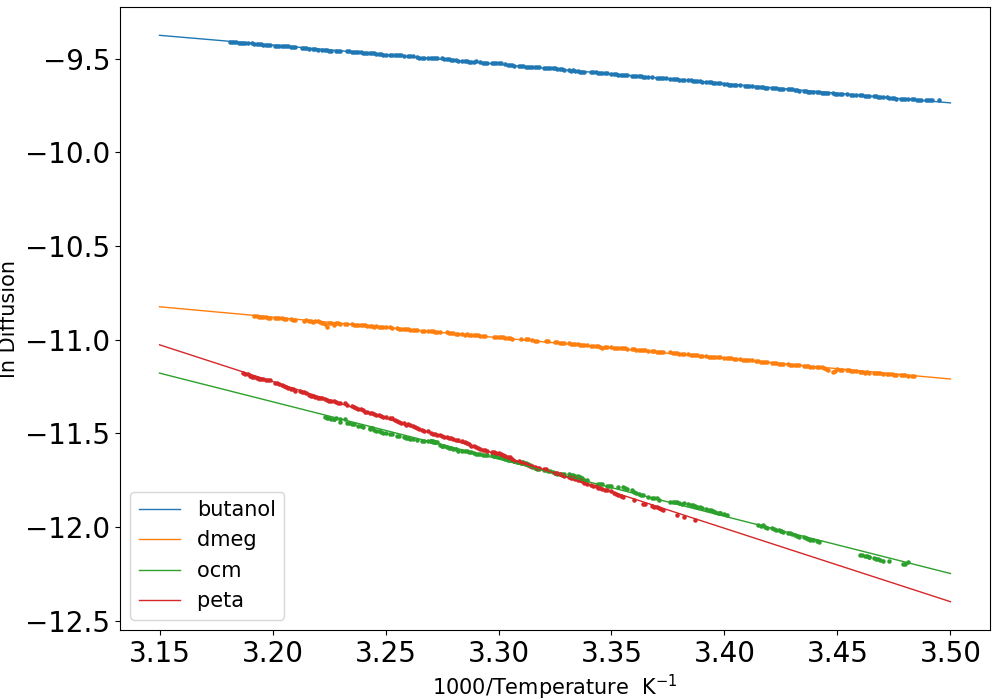 −9.5
−10.0
−10.5
−11.0
−11.5
−12.0
−12.5
ln Diffusion
butanol
dmeg
ocm
peta
3.15 3.20 3.25 3.30 3.35 3.40 3.45 3.50
1000/Temperature K⁻¹